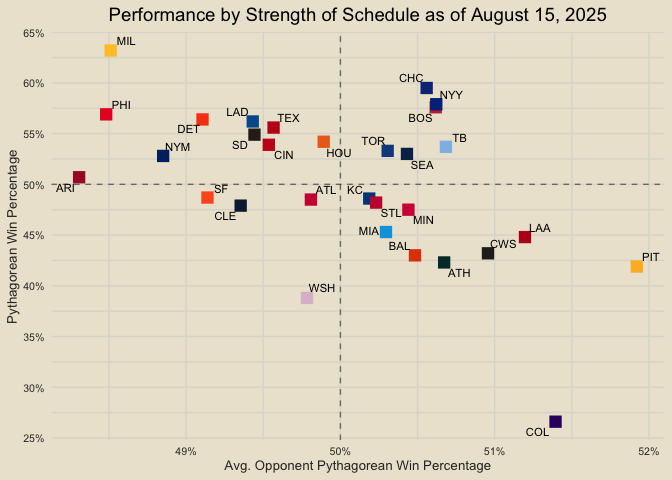 Performance by Strength of Schedule as of August 15, 2025
65%
MIL
60%
CHC
NYY
PHI
BOS
LAD
TEX
DET
55%
SD
TOR
TB
NYM
CIN
HOU
SEA
Pythagorean Win Percentage
50%
ARI
SF
ATL
KC
CLE
STL
MIN
MIA
LAA
45%
BAL
CWS
PIT
ATH
40%
WSH
35%
30%
COL
25%
49%
50%
51%
52%
Avg. Opponent Pythagorean Win Percentage